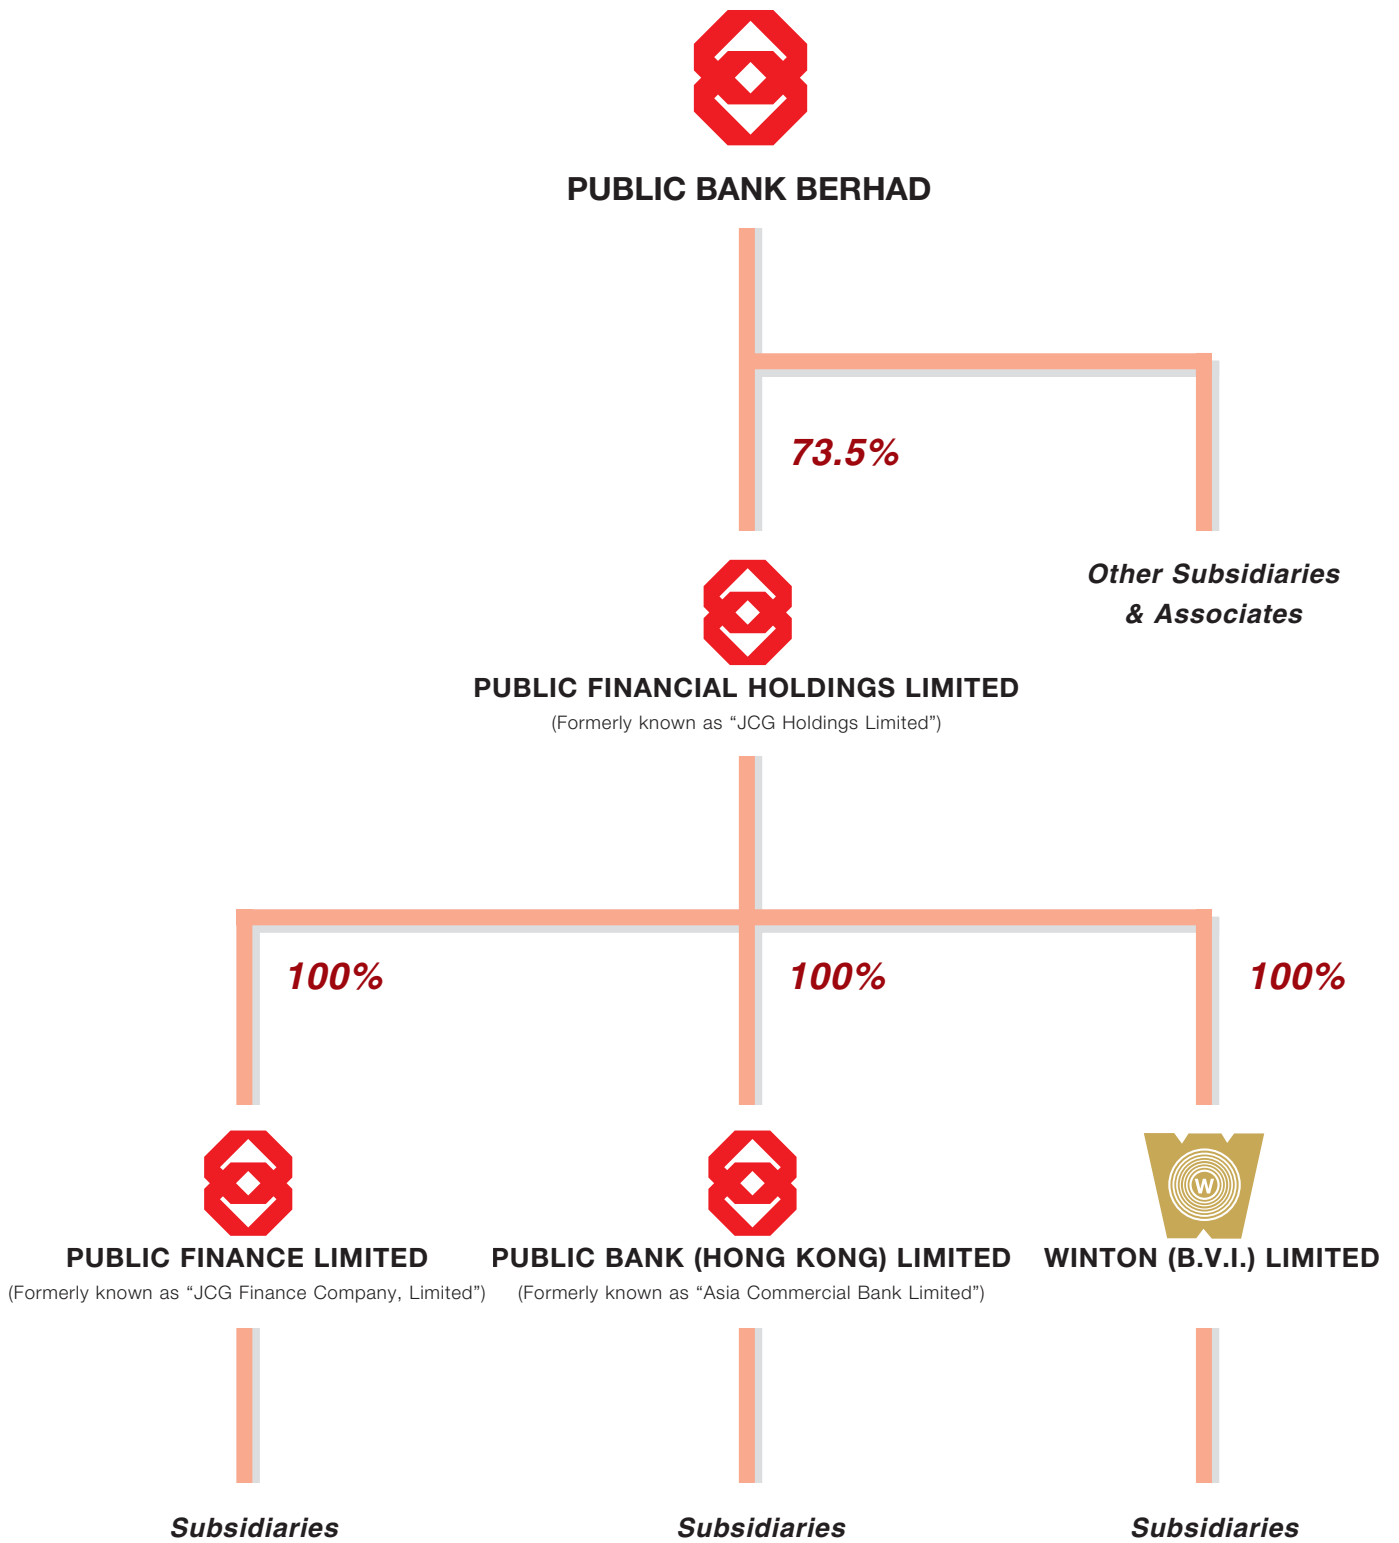 PUBLIC BANK BERHAD
73.5%
Other Subsidiaries
& Associates
PUBLIC FINANCIAL HOLDINGS LIMITED
(Formerly known as “JCG Holdings Limited”)
100%
100%
100%
W
PUBLIC FINANCE LIMITED
(Formerly known as “JCG Finance Company, Limited”)
PUBLIC BANK (HONG KONG) LIMITED
(Formerly known as “Asia Commercial Bank Limited”)
WINTON (B.V.I.) LIMITED
Subsidiaries
Subsidiaries
Subsidiaries